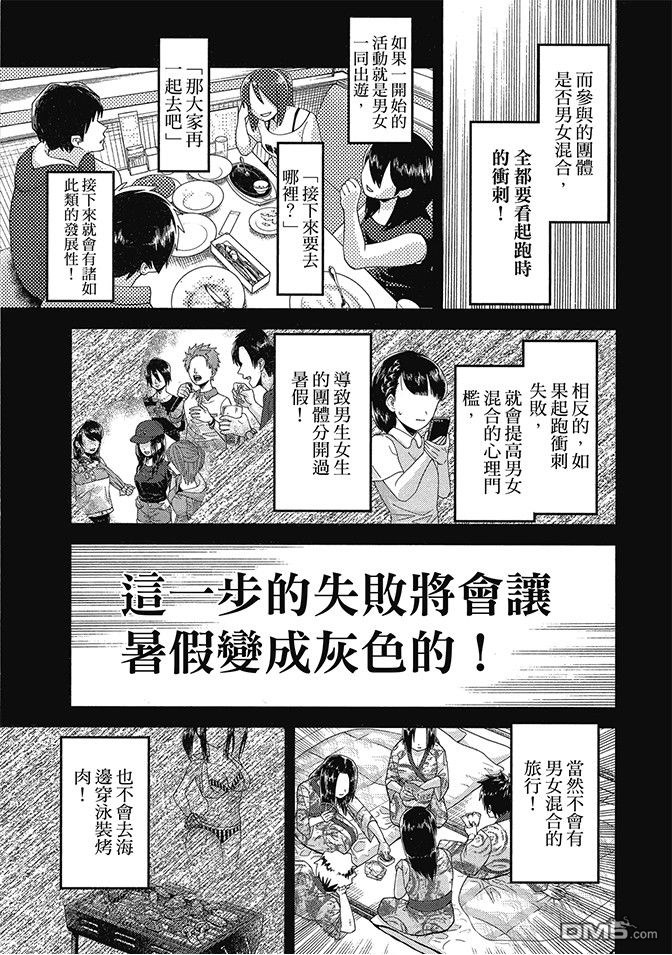 而參與的團體
是否男女混合，
全都要看起跑時
的衝刺！
如果一開始的
活動就是男女
一同出遊，
「接下來要去
哪裡？」
「那大家再
一起去吧」
接下來就會有諸如
此類的發展性！
相反的，如
果起跑衝刺
失敗，
就會提高男女
混合的心理門
檻，
導致男生女生
的團體分開過
暑假！
這一步的失敗將會讓
暑假變成灰色的！
當然不會有
男女混合的
旅行！
也不會去海
邊穿泳裝烤
肉！
DM5.com